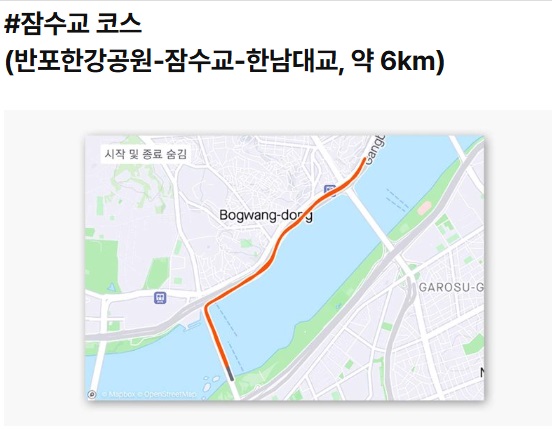 #잠수교 코스
(반포한강공원-잠수교-한남대교, 약 6km)
시작 및 종료 숨김
Gangb
Bogwang-dong
GAROSU-G
N
© Mapbox © OpenStreetMap